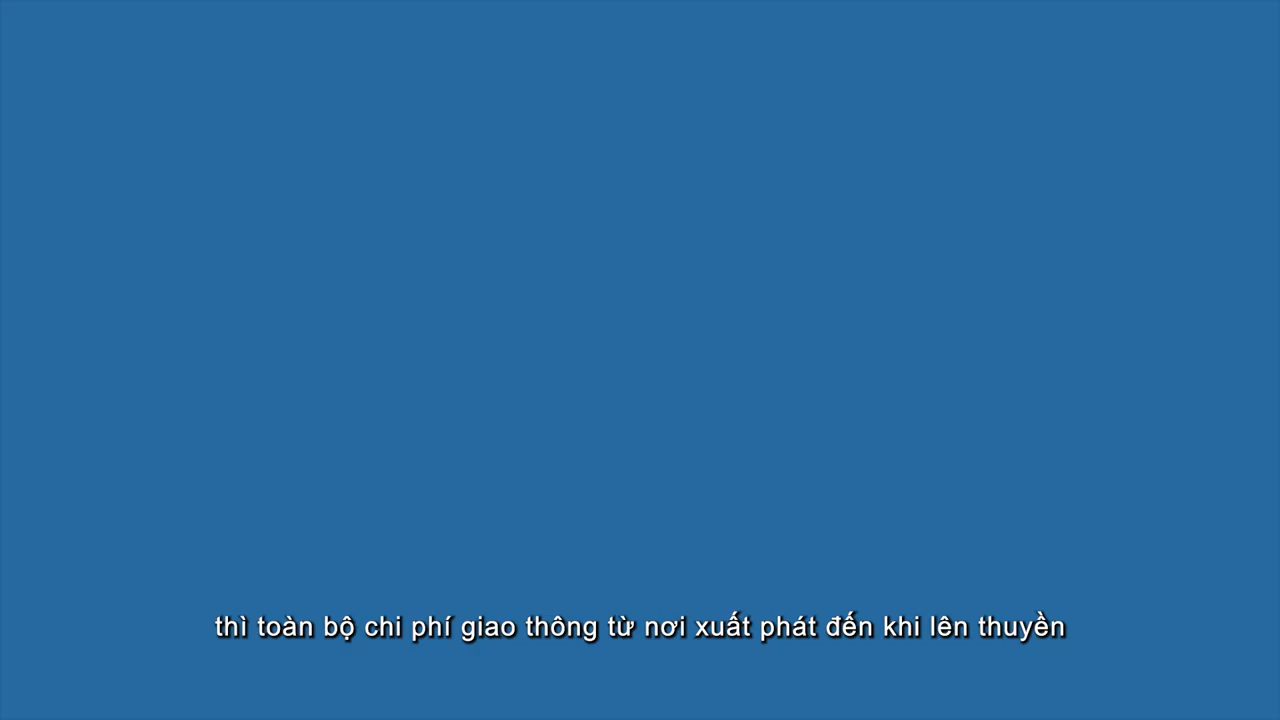 thì toàn bộ chi phí giao thông từ nơi xuất phát đến khi lên thuyền